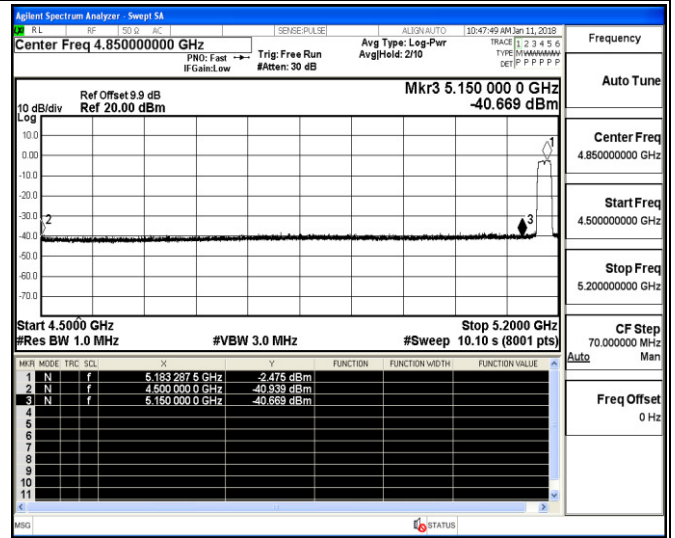 Agilent Spectrum Analyzer - Swept SA
RL RF 50 Ω AC SENSE:PULSE ALIGN AUTO 10:47:49 AM Jan 11, 2018
Center Freq 4.850000000 GHz
PNO: Fast
IFGain:Low
Trig: Free Run
#Atten: 30 dB
Avg Type: Log-Pwr
Avg|Hold: 2/10
TRACE 1 2 3 4 5 6
TYPE MWWWWW
DET P P P P P P
Frequency
Auto Tune
Center Freq
4.850000000 GHz
Start Freq
4.500000000 GHz
Stop Freq
5.200000000 GHz
CF Step
70.000000 MHz
Auto Man
Freq Offset
0 Hz
Mkr3 5.150 000 0 GHz
-40.669 dBm
Ref Offset 9.9 dB
10 dB/div Ref 20.00 dBm
Log
10.0
0.00
-10.0
-20.0
-30.0
-40.0
-50.0
-60.0
-70.0
1
2
3
Start 4.5000 GHz Stop 5.2000 GHz
#Res BW 1.0 MHz #VBW 3.0 MHz #Sweep 10.10 s (8001 pts)
MKR MODE TRC SCL X Y FUNCTION FUNCTION WIDTH FUNCTION VALUE
1 N f 5.183 287 5 GHz -2.475 dBm
2 N f 4.500 000 0 GHz -40.939 dBm
3 N f 5.150 000 0 GHz -40.669 dBm
4
5
6
7
8
9
10
11
MSG STATUS